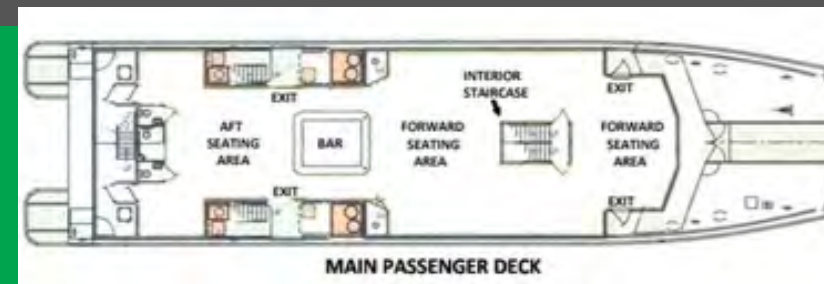 INTERIOR
STAIRCASE
EXIT
EXIT
AFT
SEATING
AREA
BAR
FORWARD
SEATING
AREA
FORWARD
SEATING
AREA
EXIT
EXIT
MAIN PASSENGER DECK